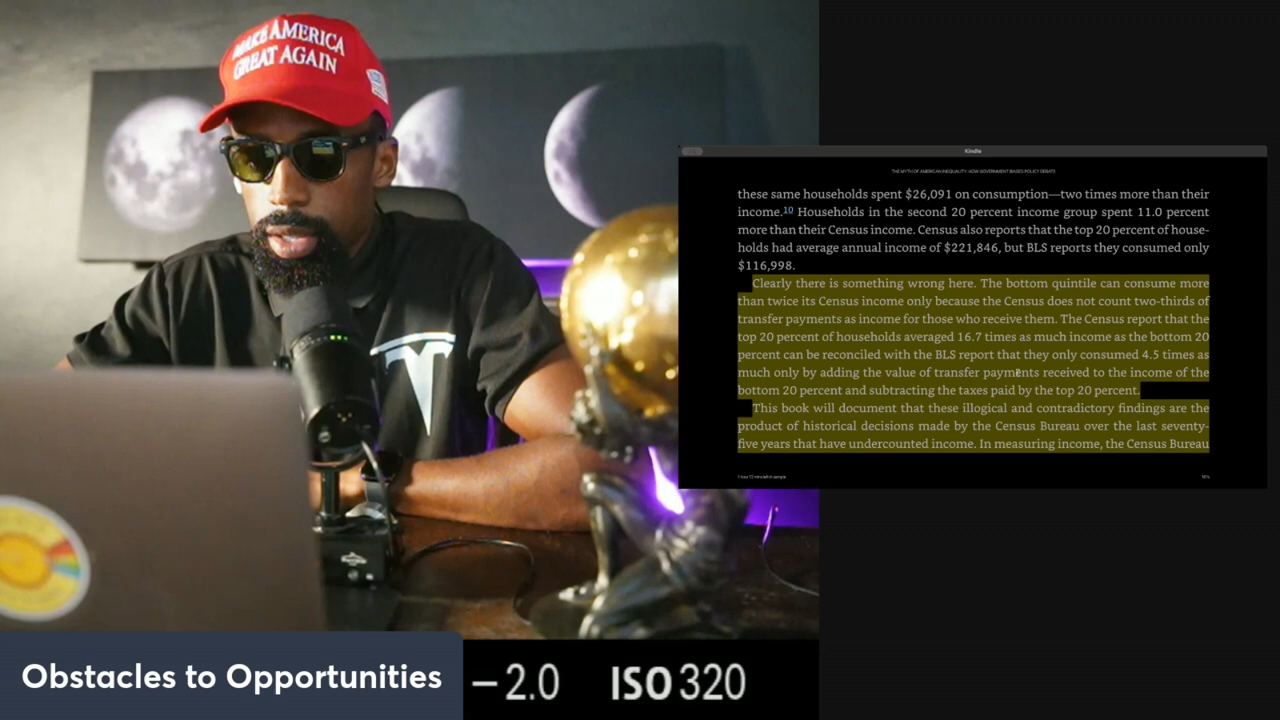 MAKE AMERICA
GREAT AGAIN
Kindle
THE MYTH OF AMERICAN INEQUALITY: HOW GOVERNMENT BIASES POLICY DEBATE
these same households spent $26,091 on consumption—two times more than their
income.10 Households in the second 20 percent income group spent 11.0 percent
more than their Census income. Census also reports that the top 20 percent of house-
holds had average annual income of $221,846, but BLS reports they consumed only
$116,998.
Clearly there is something wrong here. The bottom quintile can consume more
than twice its Census income only because the Census does not count two-thirds of
transfer payments as income for those who receive them. The Census report that the
top 20 percent of households averaged 16.7 times as much income as the bottom 20
percent can be reconciled with the BLS report that they only consumed 4.5 times as
much only by adding the value of transfer payments received to the income of the
bottom 20 percent and subtracting the taxes paid by the top 20 percent.
This book will document that these illogical and contradictory findings are the
product of historical decisions made by the Census Bureau over the last seventy-
five years that have undercounted income. In measuring income, the Census Bureau
Obstacles to Opportunities
– 2.0 ISO 320